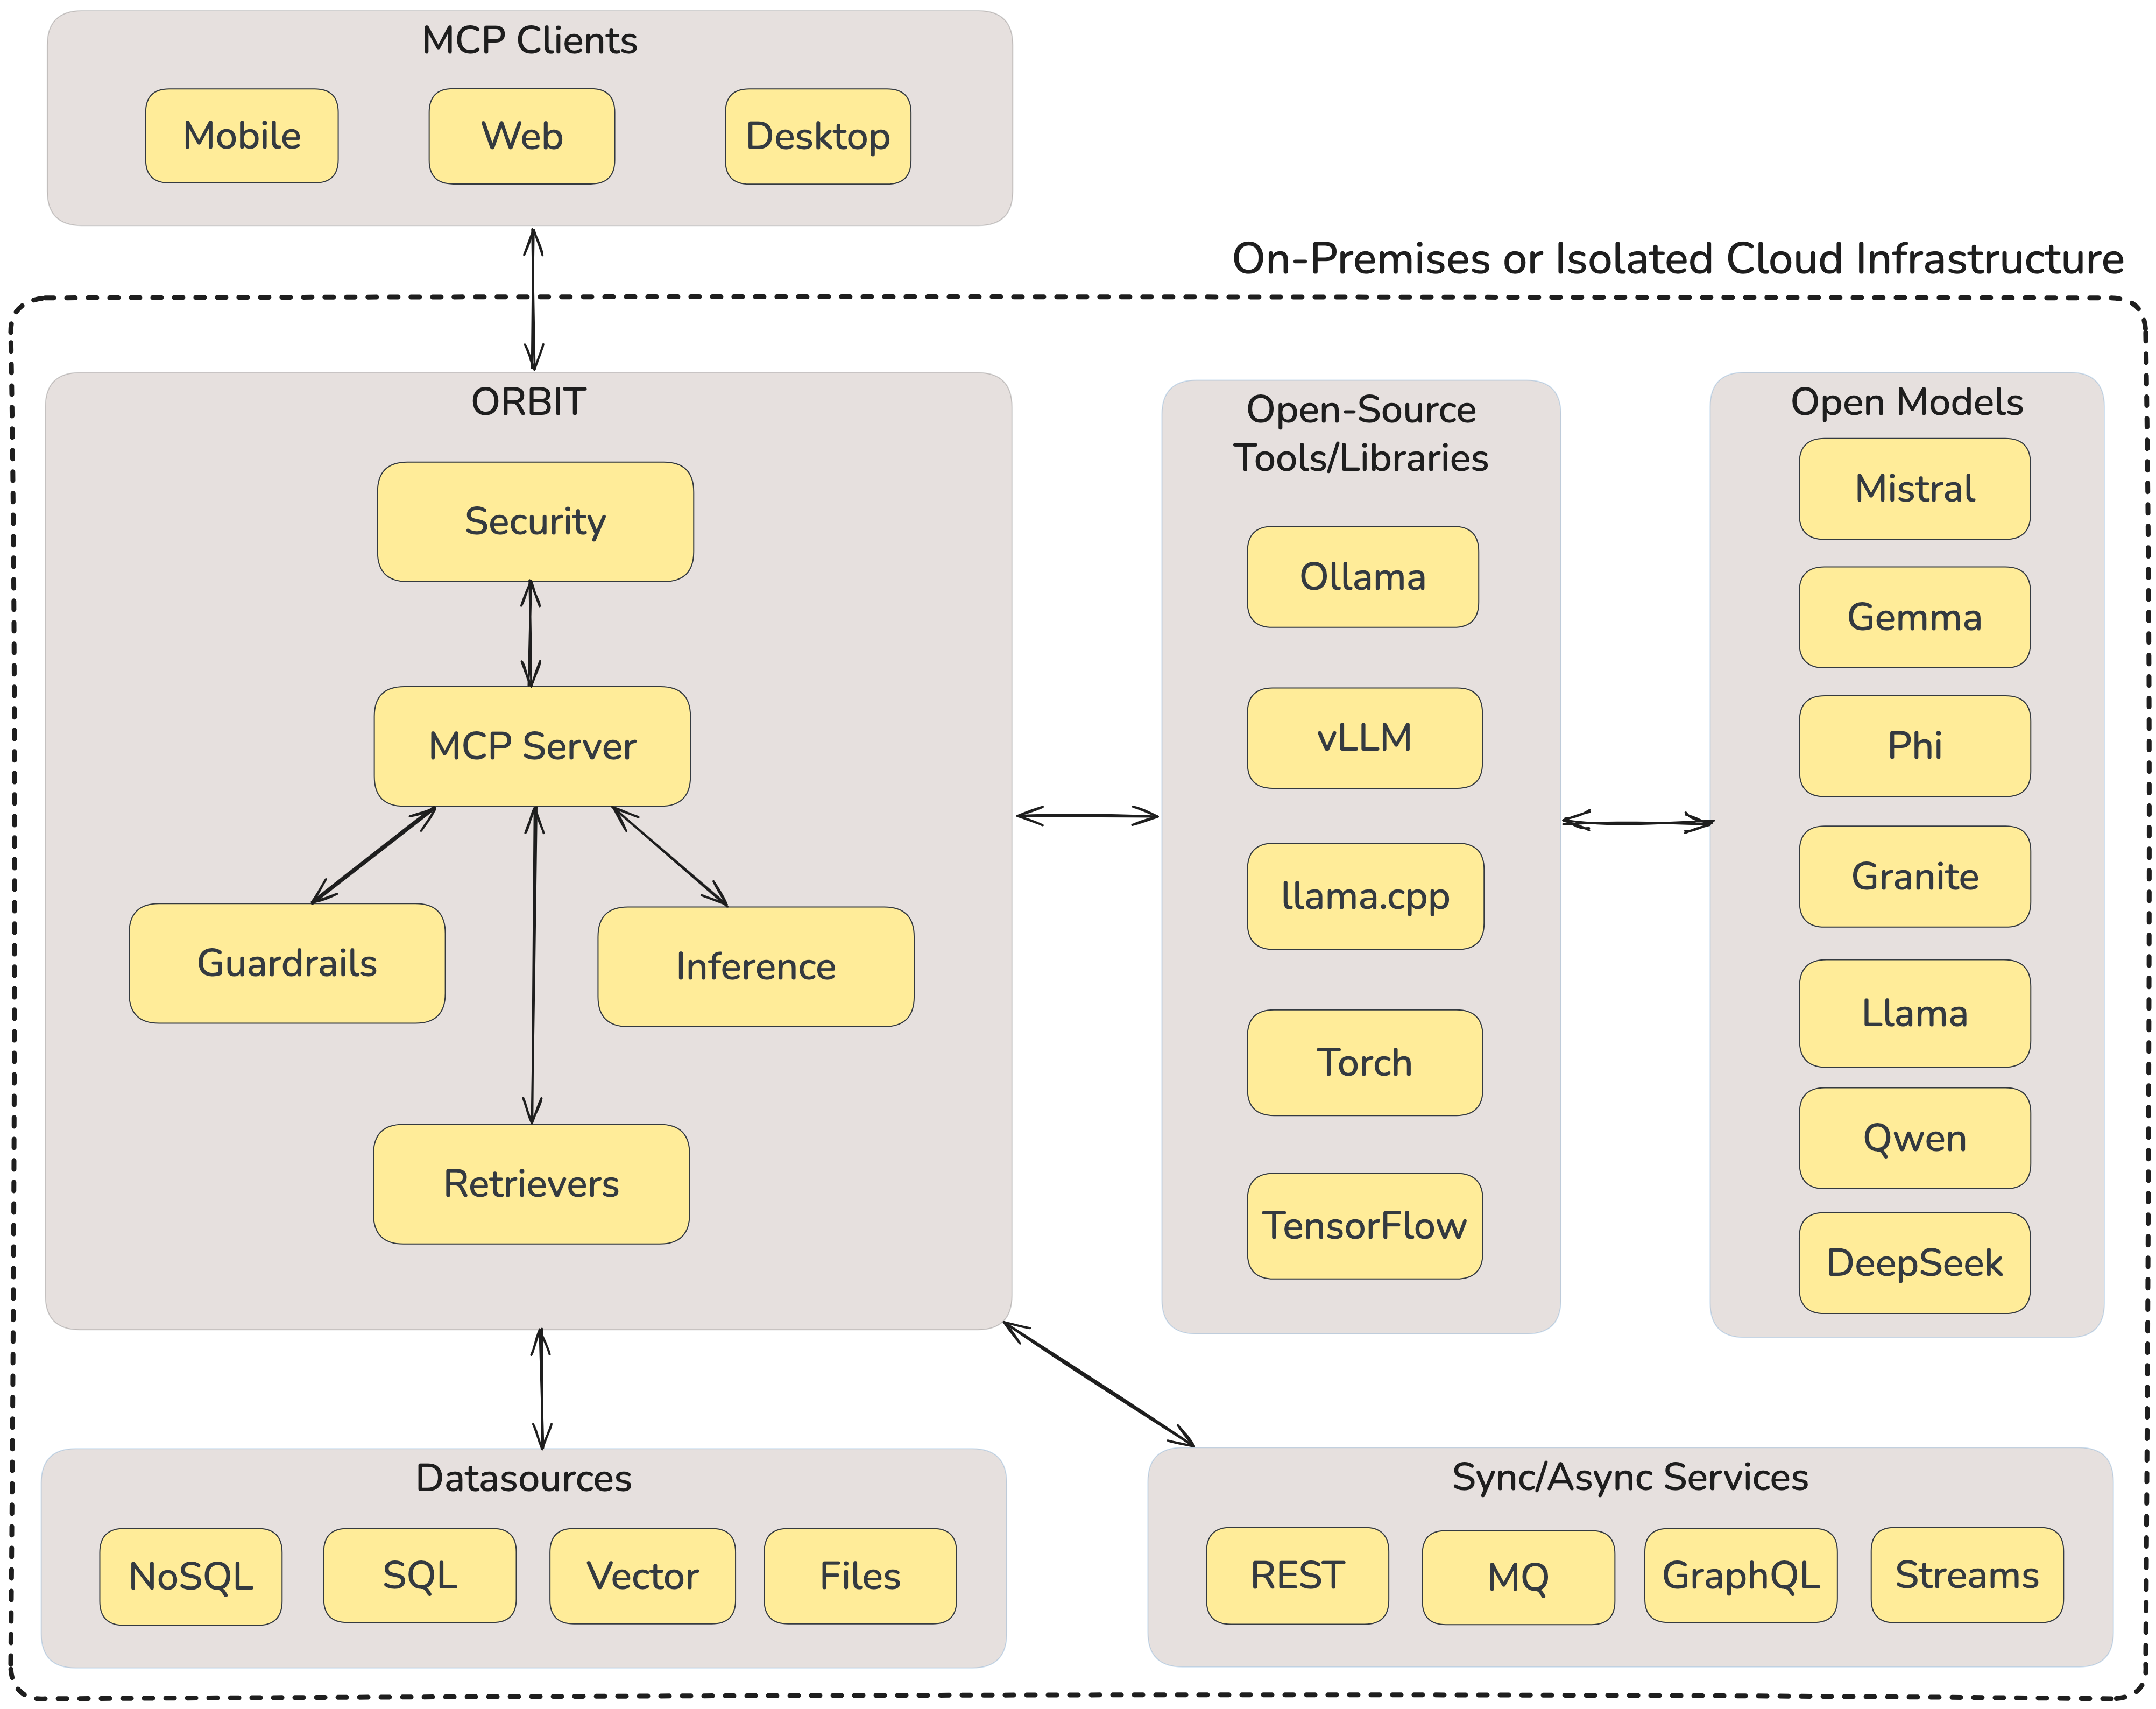 MCP Clients
Mobile
Web
Desktop
On-Premises or Isolated Cloud Infrastructure
ORBIT
Security
MCP Server
Guardrails
Inference
Retrievers
Open-Source
Tools/Libraries
Ollama
vLLM
llama.cpp
Torch
TensorFlow
Open Models
Mistral
Gemma
Phi
Granite
Llama
Qwen
DeepSeek
Datasources
NoSQL
SQL
Vector
Files
Sync/Async Services
REST
MQ
GraphQL
Streams